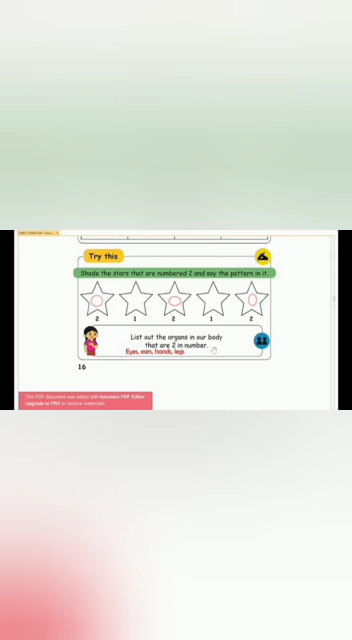 Try this
Shade the stars that are numbered 2 and say the pattern in it.
2 1 2 1 2
List out the organs in our body
that are 2 in number.
Eyes, ears, hands, legs
16
This PDF document was edited with Icecream PDF Editor
Upgrade to PRO to remove watermark.